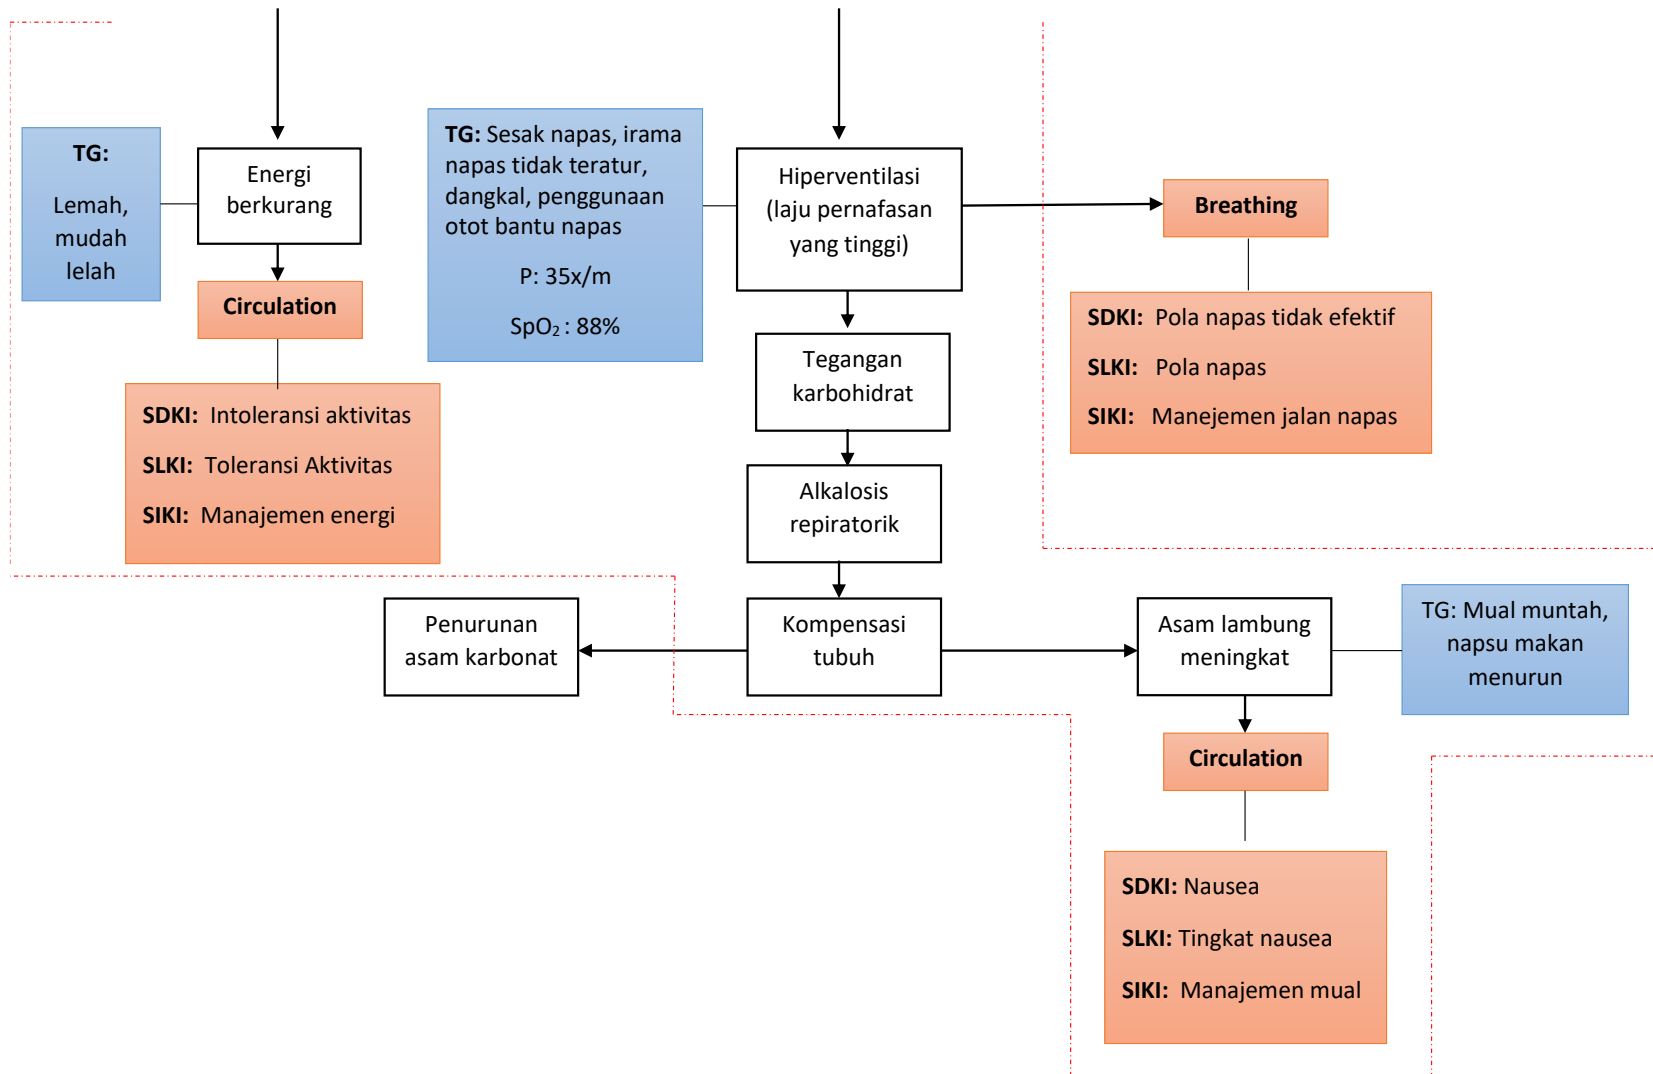 TG:
Lemah,
mudah
lelah
Energi
berkurang
Circulation
SDKI: Intoleransi aktivitas
SLKI: Toleransi Aktivitas
SIKI: Manajemen energi
TG: Sesak napas, irama
napas tidak teratur,
dangkal, penggunaan
otot bantu napas
P: 35x/m
SpO₂ : 88%
Hiperventilasi
(laju pernafasan
yang tinggi)
Breathing
SDKI: Pola napas tidak efektif
SLKI: Pola napas
SIKI: Manejemen jalan napas
Tegangan
karbohidrat
Alkalosis
repiratorik
Penurunan
asam karbonat
Kompensasi
tubuh
Asam lambung
meningkat
TG: Mual muntah,
napsu makan
menurun
Circulation
SDKI: Nausea
SLKI: Tingkat nausea
SIKI: Manajemen mual